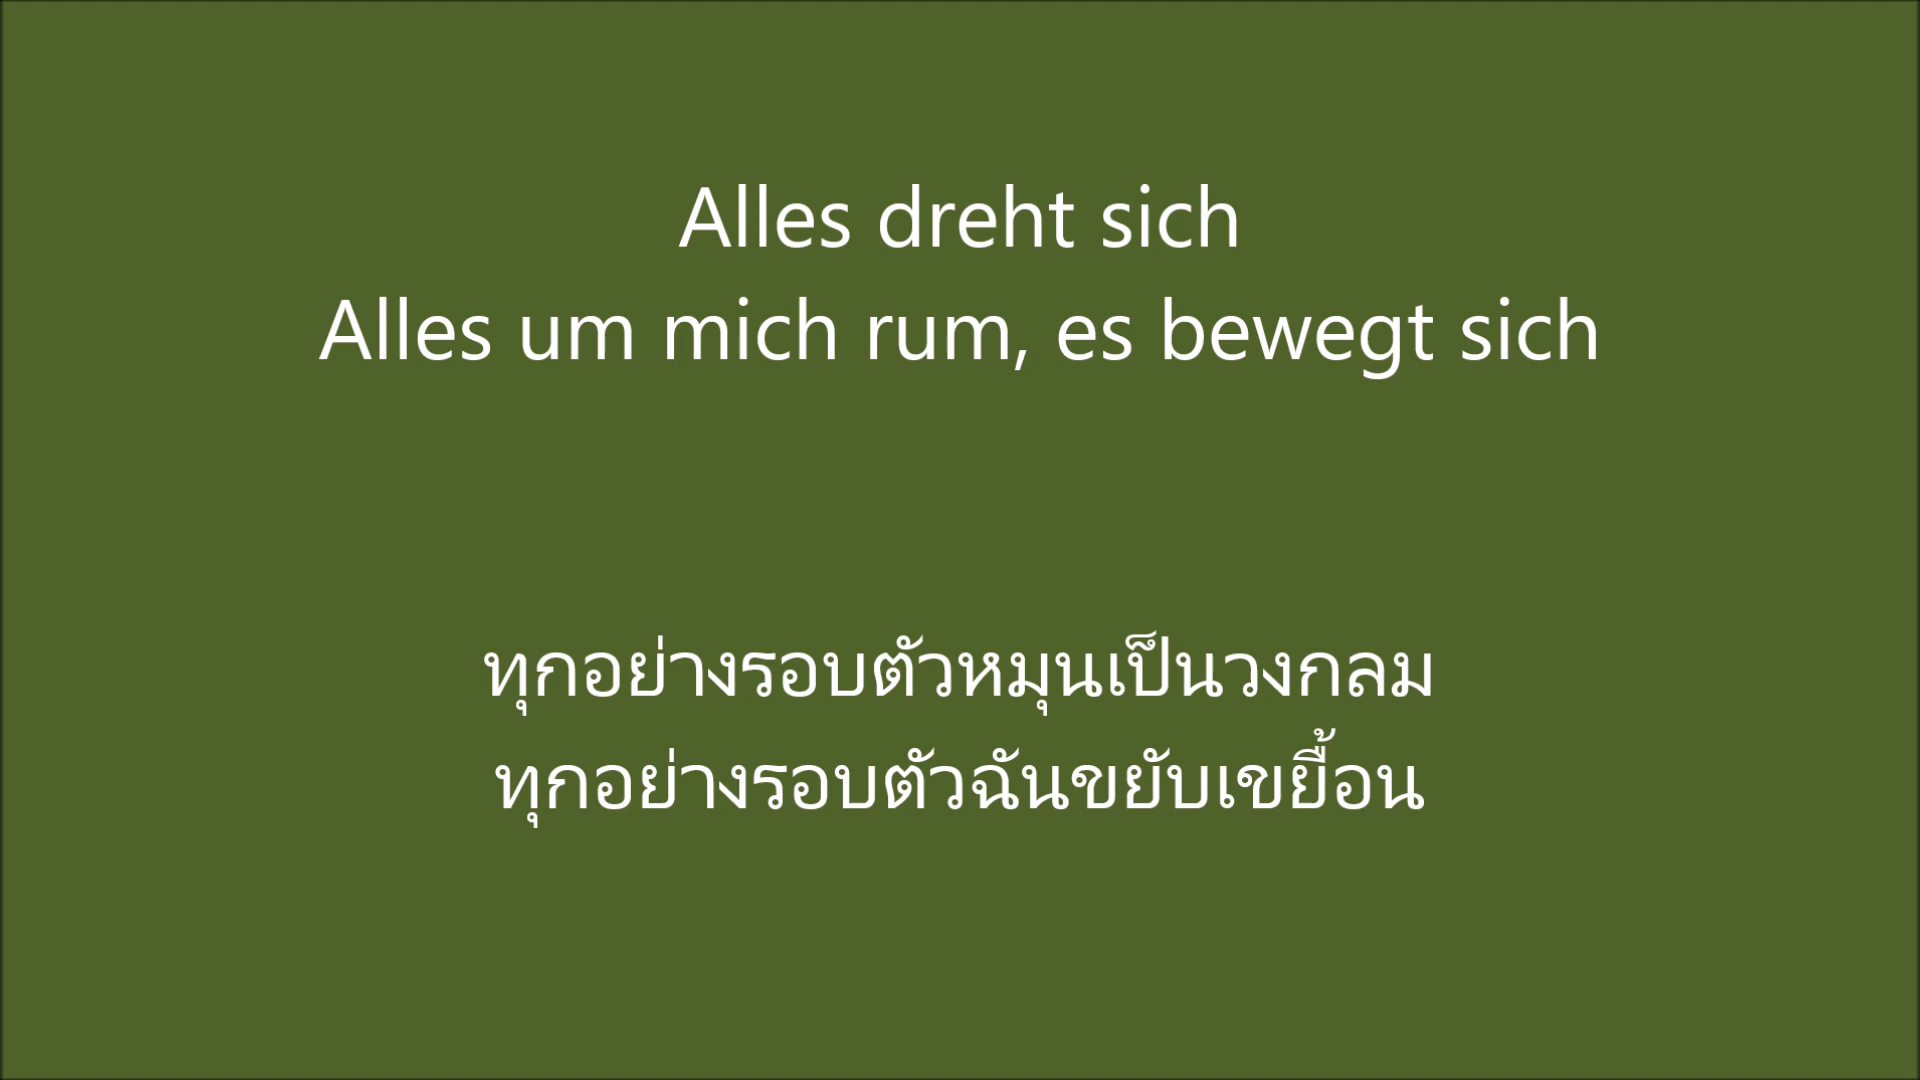 Alles dreht sich
Alles um mich rum, es bewegt sich
ทุกอย่างรอบตัวหมุนเป็นวงกลม
ทุกอย่างรอบตัวฉันขยับเขยื้อน